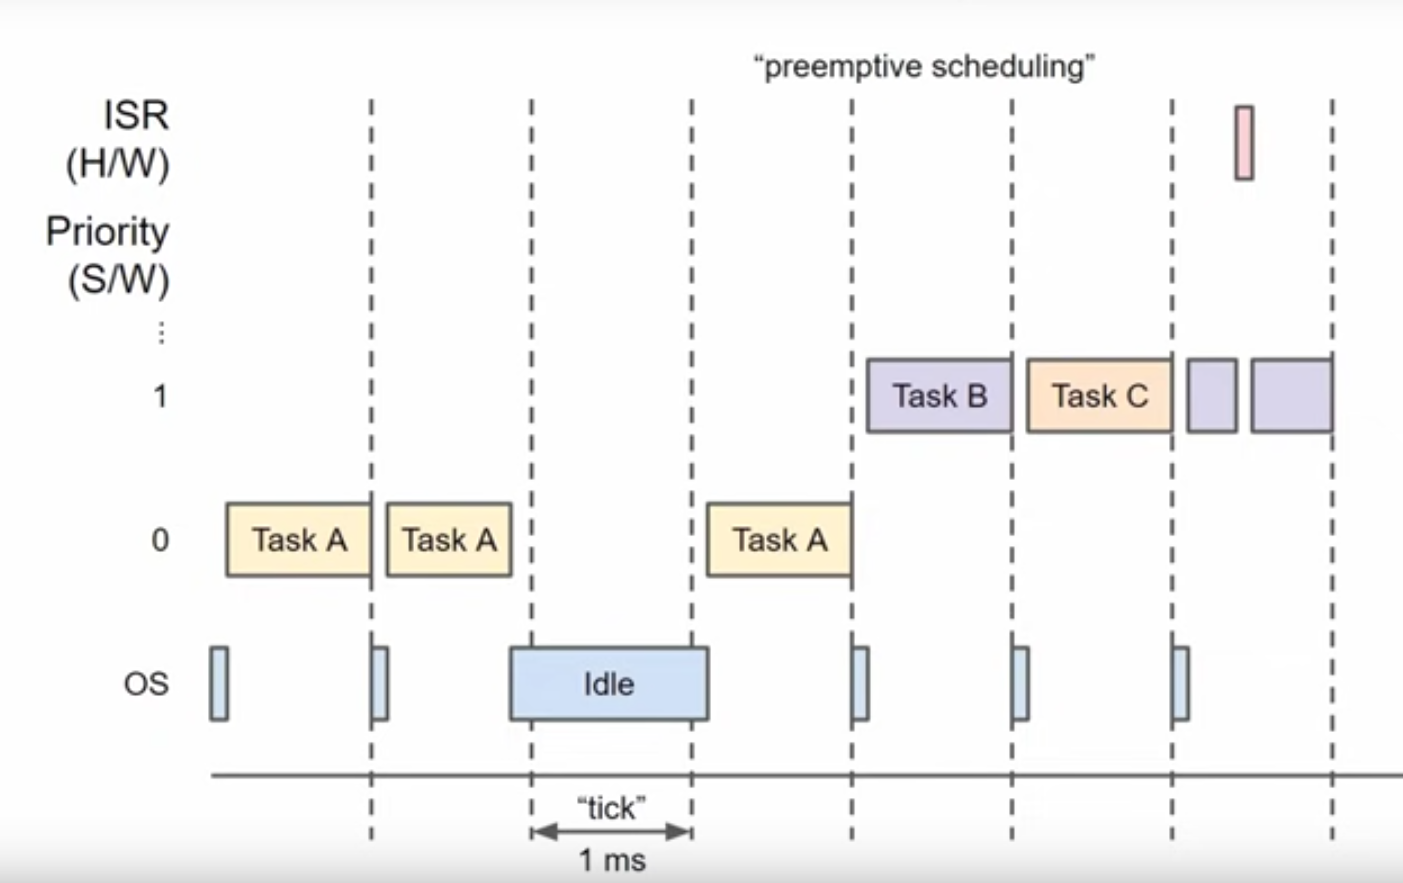 “preemptive scheduling”
ISR
(H/W)
Priority
(S/W)
⋮
1
Task B
Task C
0
Task A
Task A
Task A
OS
Idle
“tick”
1 ms